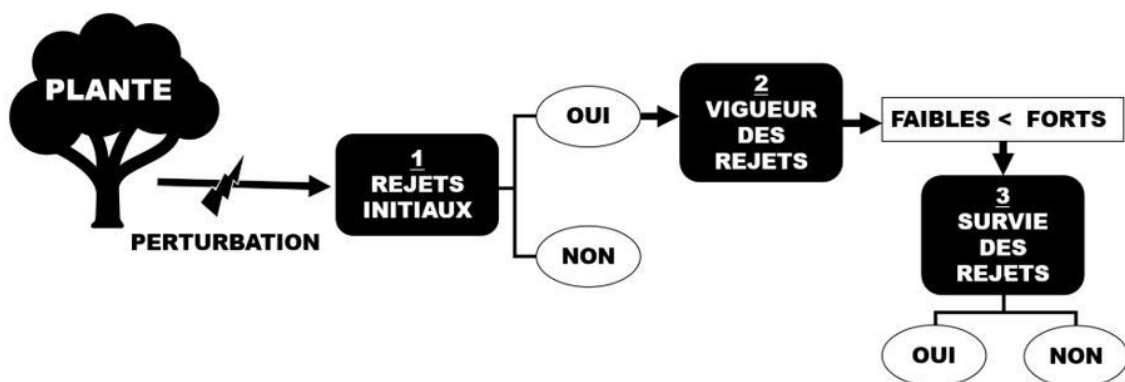 PLANTE
PERTURBATION
1
REJETS
INITIAUX
OUI
NON
2
VIGUEUR
DES
REJETS
FAIBLES < FORTS
3
SURVIE
DES
REJETS
OUI
NON